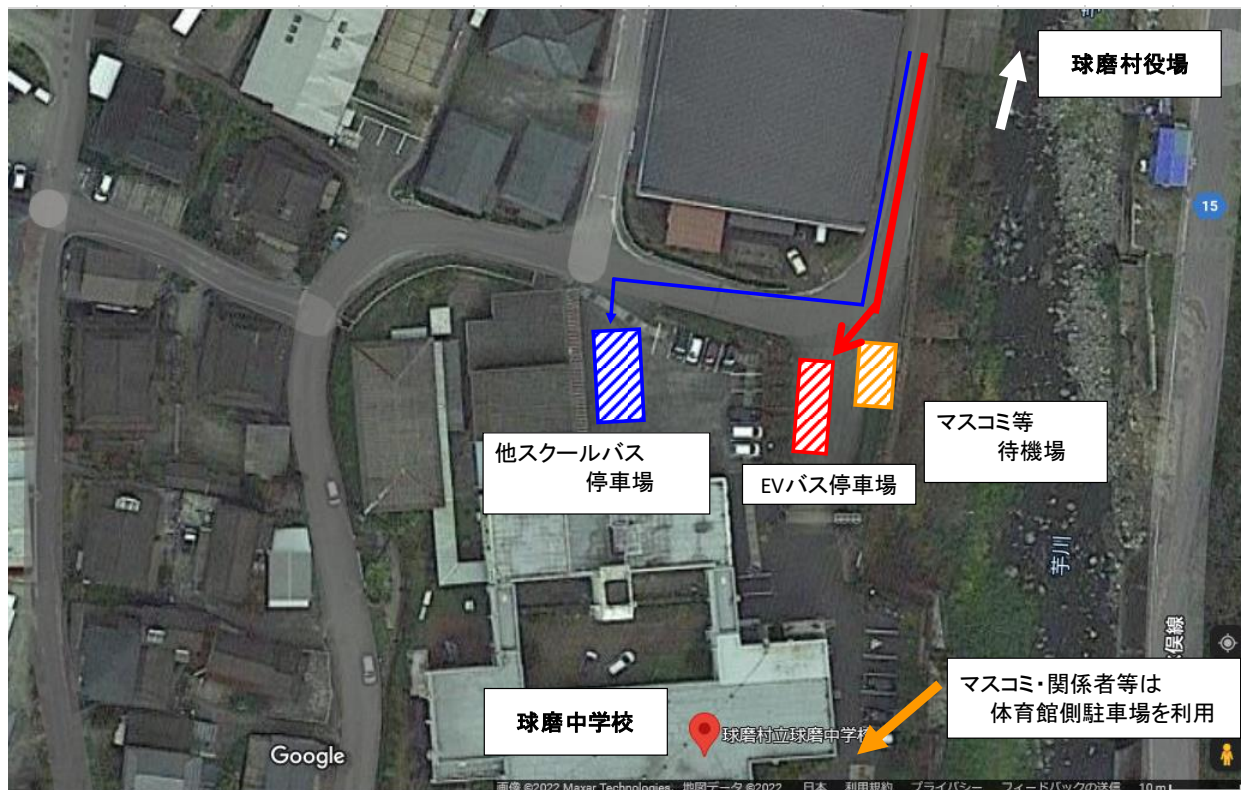 球磨村役場
15
他スクールバス
停車場
EVバス停車場
マスコミ等
待機場
芋川
マスコミ・関係者等は
体育館側駐車場を利用
球磨中学校
球磨村立球磨中学校
Google
画像 ©2022 Maxar Technologies、地図データ ©2022 日本 利用規約 プライバシー フィードバックの送信 10 m